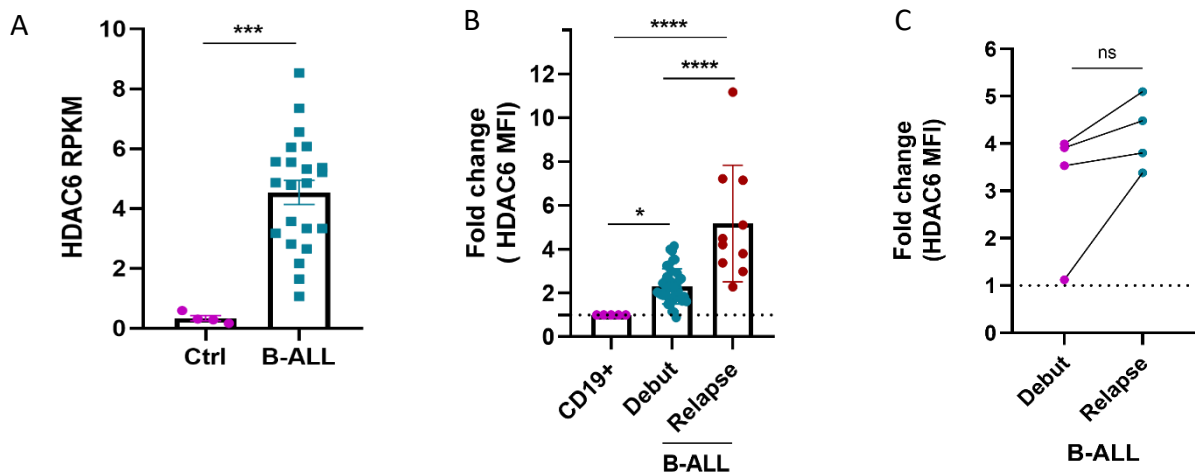 A
HDAC6 RPKM
10
8
6
4
2
0
***
Ctrl
B-ALL
B
Fold change
( HDAC6 MFI)
12
10
8
6
4
2
0
****
****
*
CD19+
Debut
Relapse
B-ALL
C
Fold change
(HDAC6 MFI)
6
5
4
3
2
1
0
ns
Debut
Relapse
B-ALL